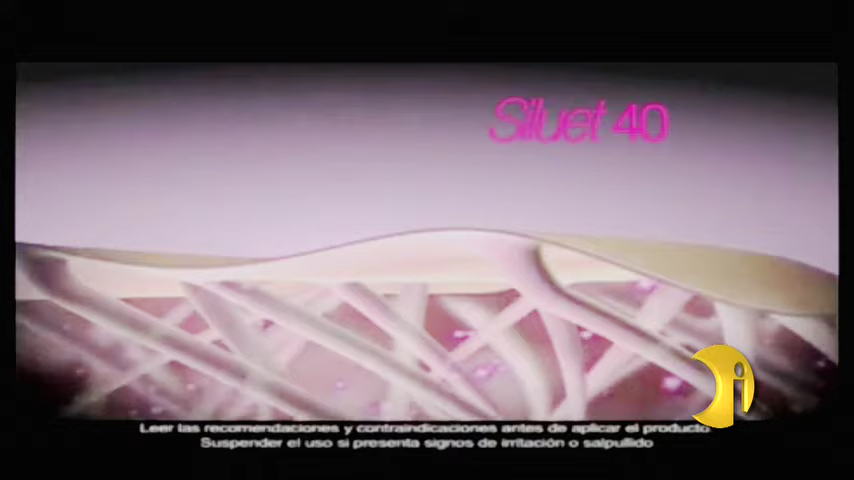 Siluet 40
Leer las recomendaciones y contraindicaciones antes de aplicar el producto
Suspender el uso si presenta signos de irritación o salpullido